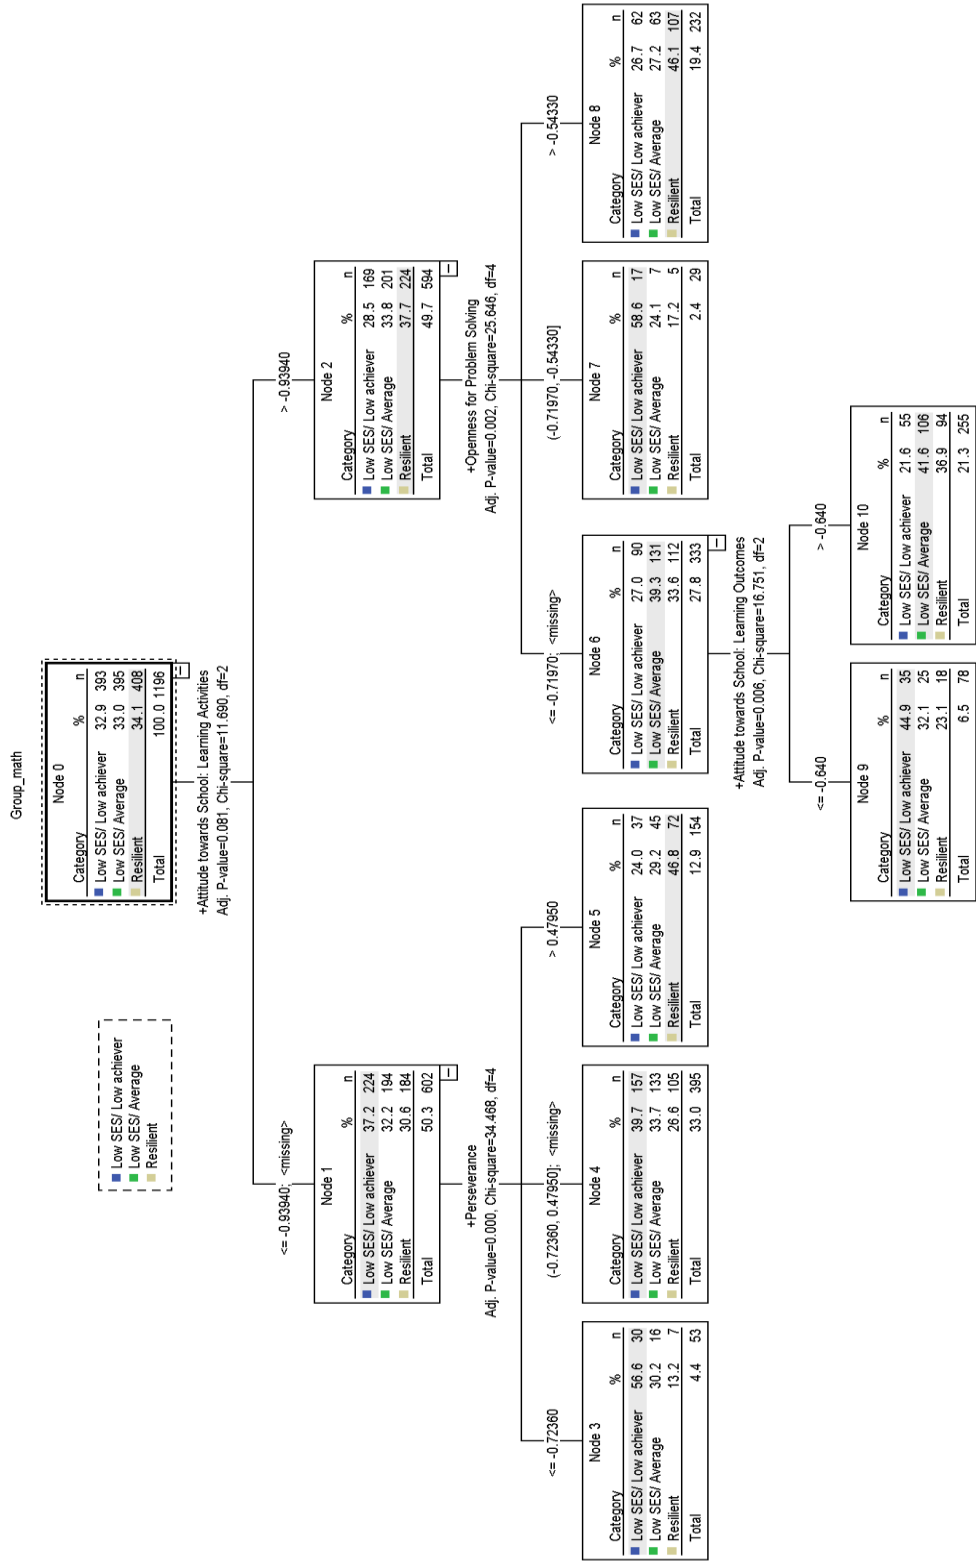 Group_math
Low SES/ Low achiever
Low SES/ Average
Resilient
Node 0
Category % n
Low SES/ Low achiever 32.9 393
Low SES/ Average 33.0 395
Resilient 34.1 408
Total 100.0 1196
+Attitude towards School: Learning Activities
Adj. P-value=0.081, Chi-square=11.690, df=2
<= -0.93940; <missing>
> -0.93940
Node 1
Category % n
Low SES/ Low achiever 37.2 224
Low SES/ Average 32.2 194
Resilient 30.6 184
Total 50.3 602
Node 2
Category % n
Low SES/ Low achiever 28.5 169
Low SES/ Average 33.8 201
Resilient 37.7 224
Total 49.7 594
+Perseverance
Adj. P-value=0.000, Chi-square=34.468, df=4
+Openness for Problem Solving
Adj. P-value=0.002, Chi-square=25.646, df=4
<= -0.72360
(-0.72360, 0.47950]; <missing>
> 0.47950
<= -0.71970; <missing>
(-0.71970, -0.54330]
> -0.54330
Node 3
Category % n
Low SES/ Low achiever 56.6 30
Low SES/ Average 30.2 16
Resilient 13.2 7
Total 4.4 53
Node 4
Category % n
Low SES/ Low achiever 39.7 157
Low SES/ Average 33.7 133
Resilient 26.6 105
Total 33.0 395
Node 5
Category % n
Low SES/ Low achiever 24.0 37
Low SES/ Average 29.2 45
Resilient 46.8 72
Total 12.9 154
Node 6
Category % n
Low SES/ Low achiever 27.0 90
Low SES/ Average 39.3 131
Resilient 33.6 112
Total 27.8 333
Node 7
Category % n
Low SES/ Low achiever 58.6 17
Low SES/ Average 24.1 7
Resilient 17.2 5
Total 2.4 29
Node 8
Category % n
Low SES/ Low achiever 26.7 62
Low SES/ Average 27.2 63
Resilient 46.1 107
Total 19.4 232
+Attitude towards School: Learning Outcomes
Adj. P-value=0.006, Chi-square=16.751, df=2
<= -0.640
> -0.640
Node 9
Category % n
Low SES/ Low achiever 44.9 35
Low SES/ Average 32.1 25
Resilient 23.1 18
Total 6.5 78
Node 10
Category % n
Low SES/ Low achiever 21.6 55
Low SES/ Average 41.6 106
Resilient 36.9 94
Total 21.3 255